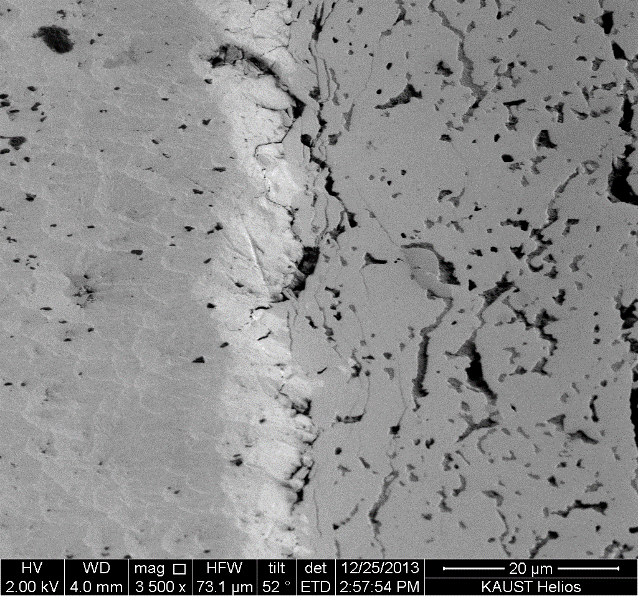 HV WD mag HFW tilt det 12/25/2013 20 µm
2.00 kV 4.0 mm 3 500 x 73.1 µm 52 ° ETD 2:57:54 PM KAUST Helios